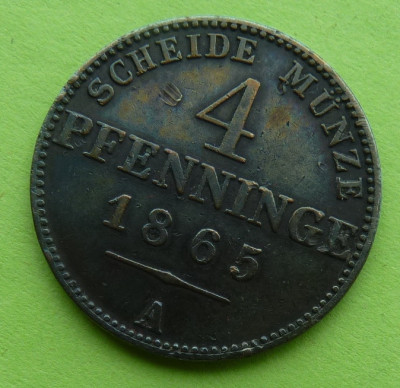 SCHEIDE MÜNZE
4
PFENNINGE
1865
A